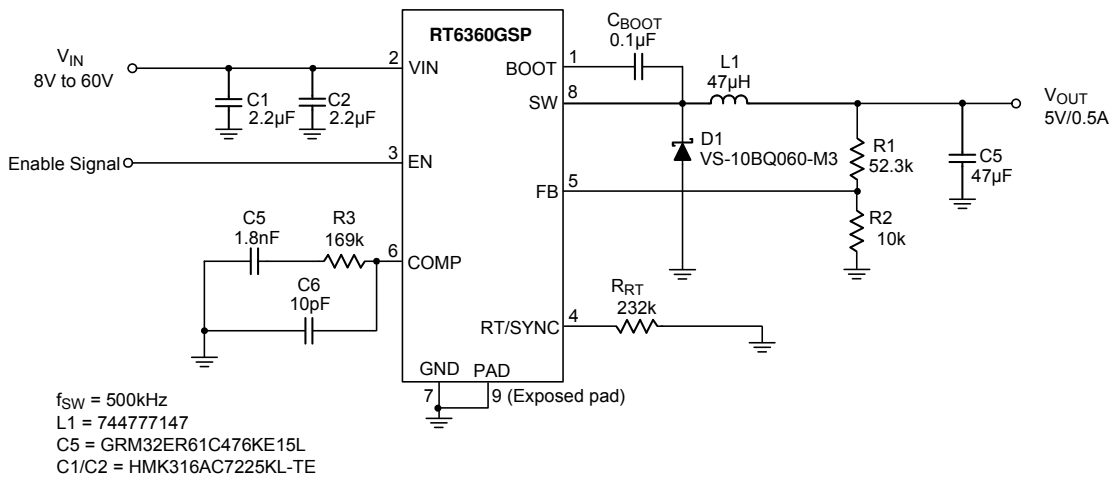 RT6360GSP
VIN
8V to 60V
2
VIN
C1
2.2µF
C2
2.2µF
Enable Signal
3
EN
C5
1.8nF
R3
169k
6
COMP
C6
10pF
BOOT
1
CBOOT
0.1µF
SW
8
L1
47µH
D1
VS-10BQ060-M3
VOUT
5V/0.5A
R1
52.3k
C5
47µF
FB
5
R2
10k
RT/SYNC
4
RRT
232k
GND
PAD
7
9 (Exposed pad)
fSW = 500kHz
L1 = 744777147
C5 = GRM32ER61C476KE15L
C1/C2 = HMK316AC7225KL-TE